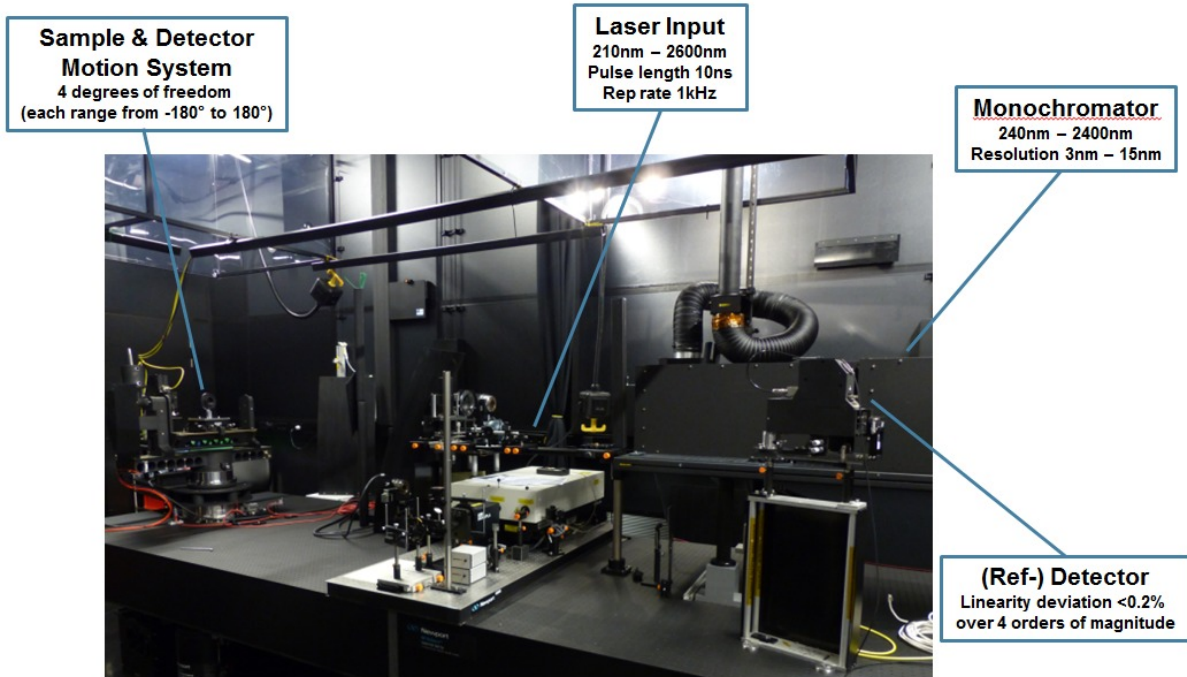 Sample & Detector
Motion System
4 degrees of freedom
(each range from -180° to 180°)
Laser Input
210nm – 2600nm
Pulse length 10ns
Rep rate 1kHz
Monochromator
240nm – 2400nm
Resolution 3nm – 15nm
(Ref-) Detector
Linearity deviation <0.2%
over 4 orders of magnitude
Newport
Newport